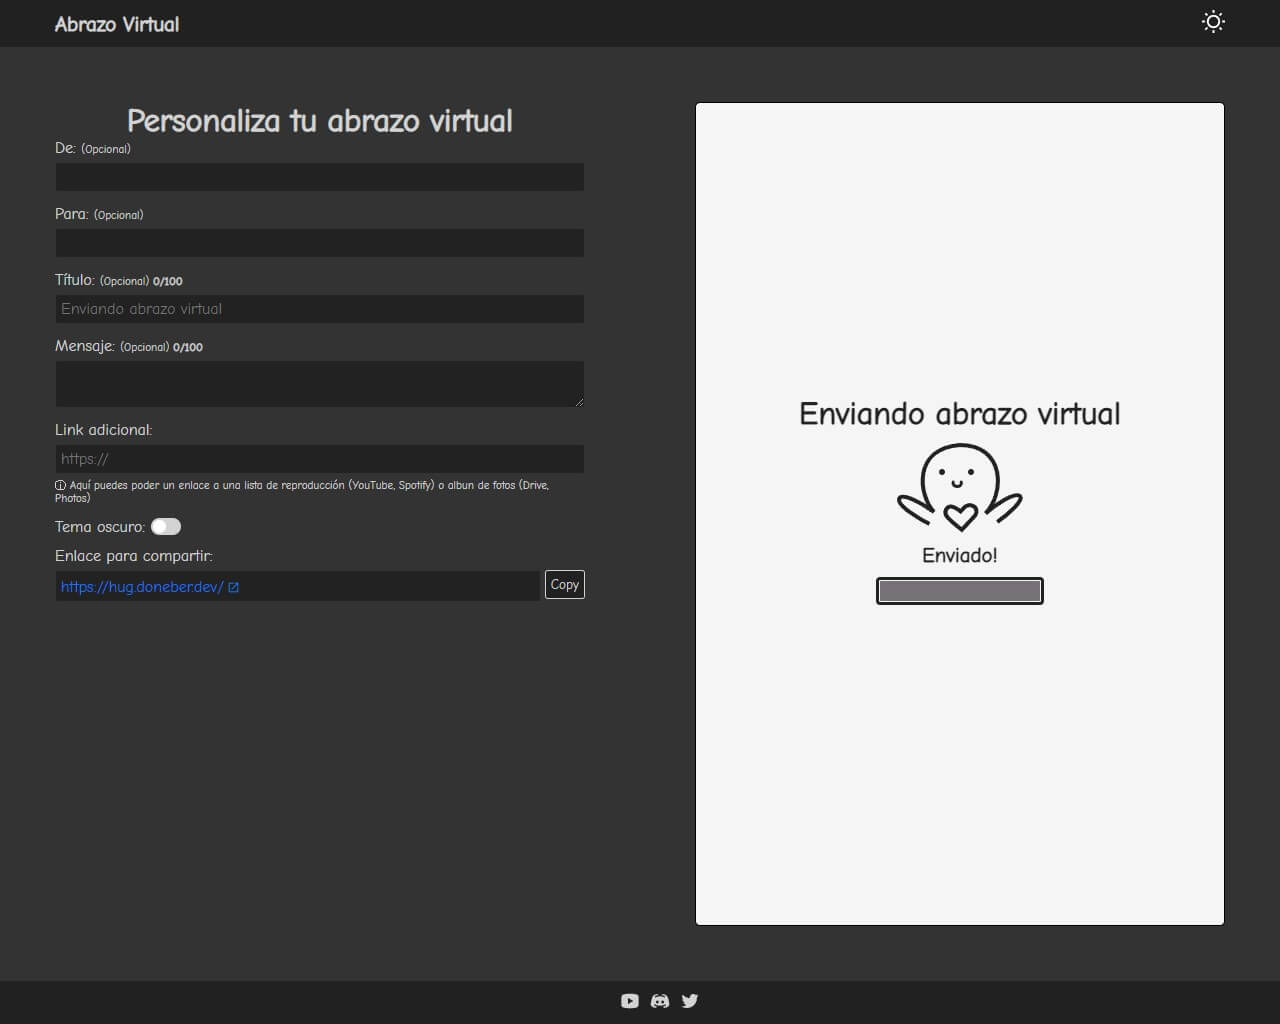 Abrazo Virtual
Personaliza tu abrazo virtual
De: (Opcional)
Para: (Opcional)
Título: (Opcional) 0/100
Enviando abrazo virtual
Mensaje: (Opcional) 0/100
Link adicional:
https://
Aquí puedes poder un enlace a una lista de reproducción (YouTube, Spotify) o albun de fotos (Drive,
Photos)
Tema oscuro:
Enlace para compartir:
https://hug.doneber.dev/
Copy
Enviando abrazo virtual
Enviado!